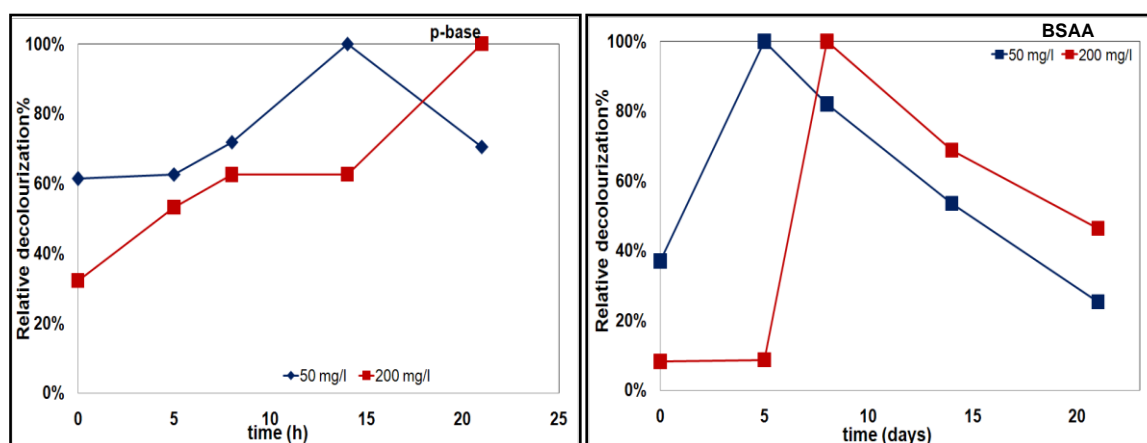 p-base
100%
80%
60%
40%
20%
0%
Relative decolourization%
50 mg/l 200 mg/l
0 5 10 15 20 25
time (h)
BSAA
50 mg/l 200 mg/l
100%
80%
60%
40%
20%
0%
Relative decolourization%
0 5 10 15 20
time (days)